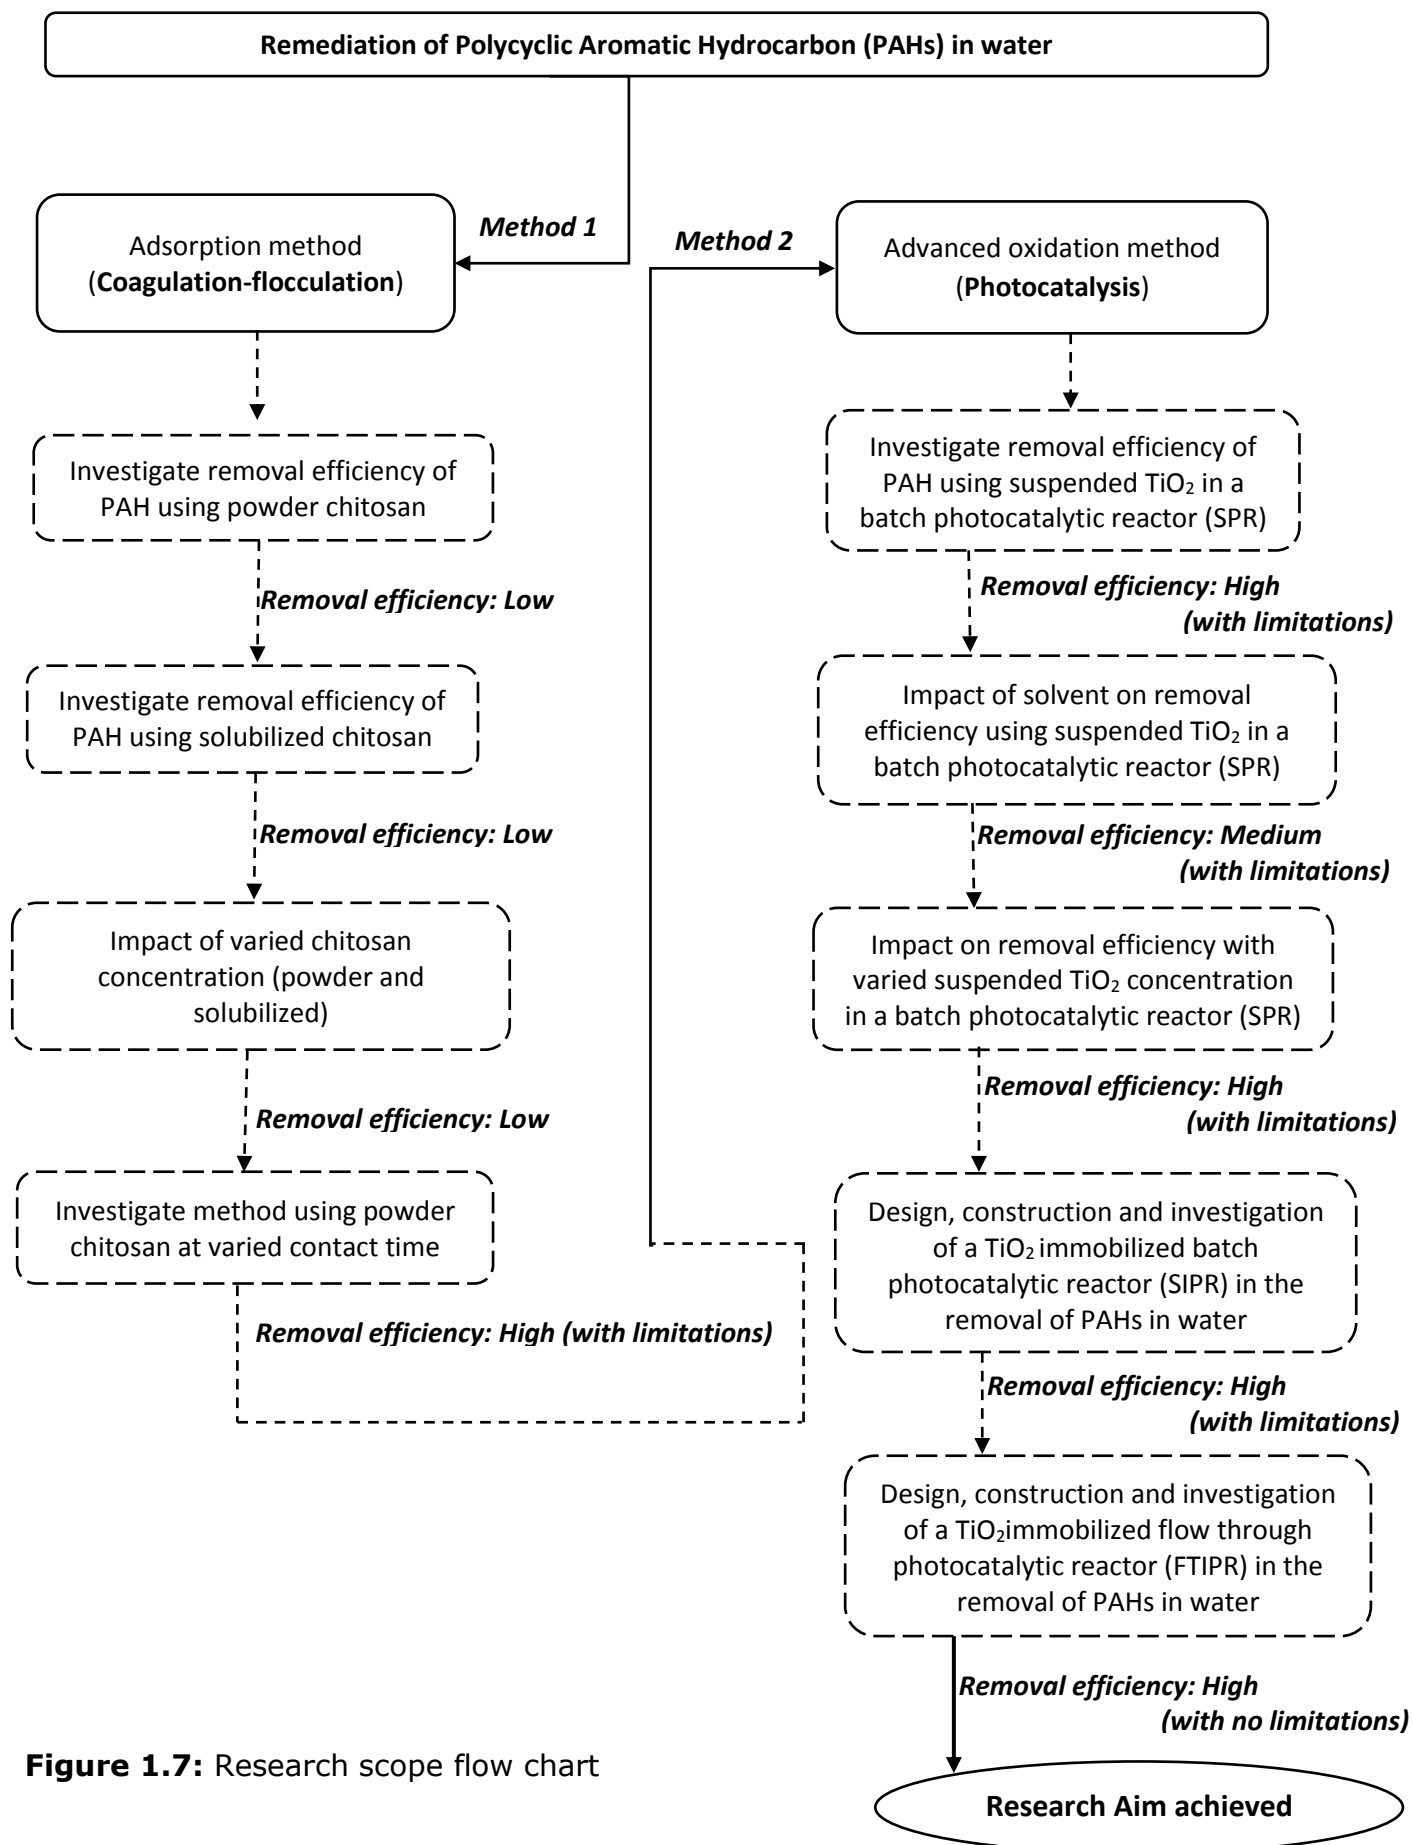 Remediation of Polycyclic Aromatic Hydrocarbon (PAHs) in water
Method 1
Adsorption method
(Coagulation-flocculation)
Investigate removal efficiency of
PAH using powder chitosan
Removal efficiency: Low
Investigate removal efficiency of
PAH using solubilized chitosan
Removal efficiency: Low
Impact of varied chitosan
concentration (powder and
solubilized)
Removal efficiency: Low
Investigate method using powder
chitosan at varied contact time
Removal efficiency: High (with limitations)
Method 2
Advanced oxidation method
(Photocatalysis)
Investigate removal efficiency of
PAH using suspended TiO₂ in a
batch photocatalytic reactor (SPR)
Removal efficiency: High
(with limitations)
Impact of solvent on removal
efficiency using suspended TiO₂ in a
batch photocatalytic reactor (SPR)
Removal efficiency: Medium
(with limitations)
Impact on removal efficiency with
varied suspended TiO₂ concentration
in a batch photocatalytic reactor (SPR)
Removal efficiency: High
(with limitations)
Design, construction and investigation
of a TiO₂ immobilized batch
photocatalytic reactor (SIPR) in the
removal of PAHs in water
Removal efficiency: High
(with limitations)
Design, construction and investigation
of a TiO₂immobilized flow through
photocatalytic reactor (FTIPR) in the
removal of PAHs in water
Removal efficiency: High
(with no limitations)
Research Aim achieved
Figure 1.7: Research scope flow chart